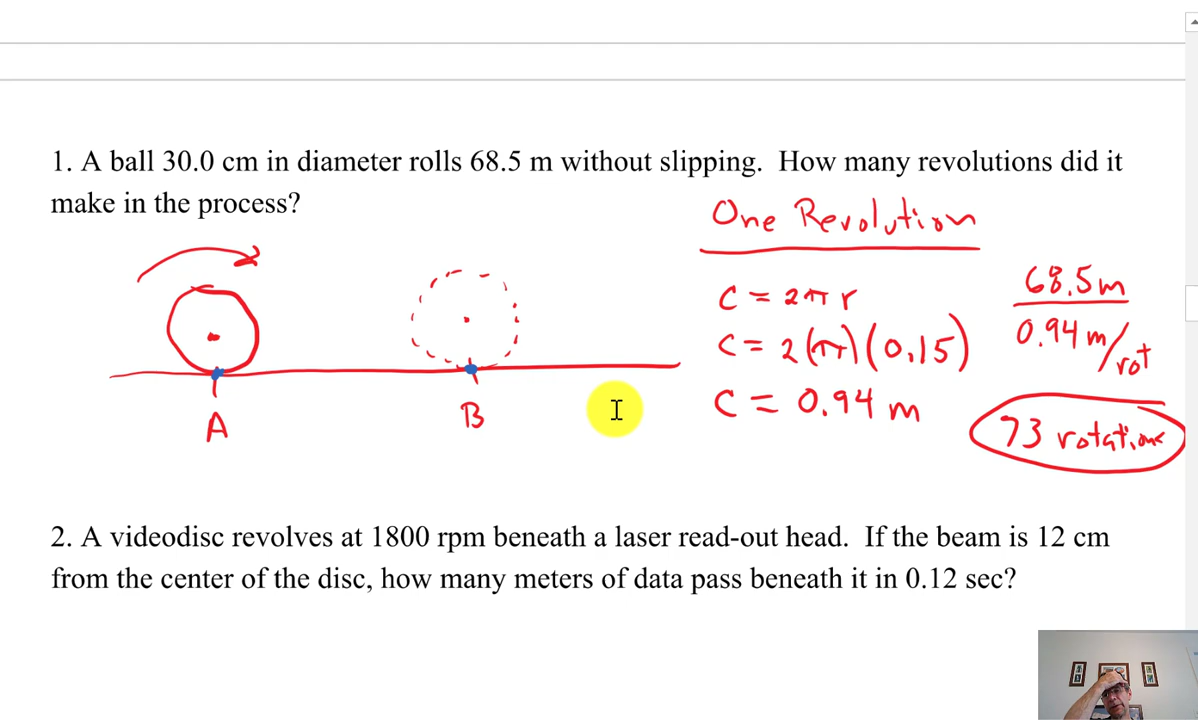 1. A ball 30.0 cm in diameter rolls 68.5 m without slipping. How many revolutions did it
make in the process?
One Revolution
C = 2πr
C = 2(π)(0.15)
C = 0.94 m
68.5m
0.94 m/rot
73 rotations
A
B
2. A videodisc revolves at 1800 rpm beneath a laser read-out head. If the beam is 12 cm
from the center of the disc, how many meters of data pass beneath it in 0.12 sec?